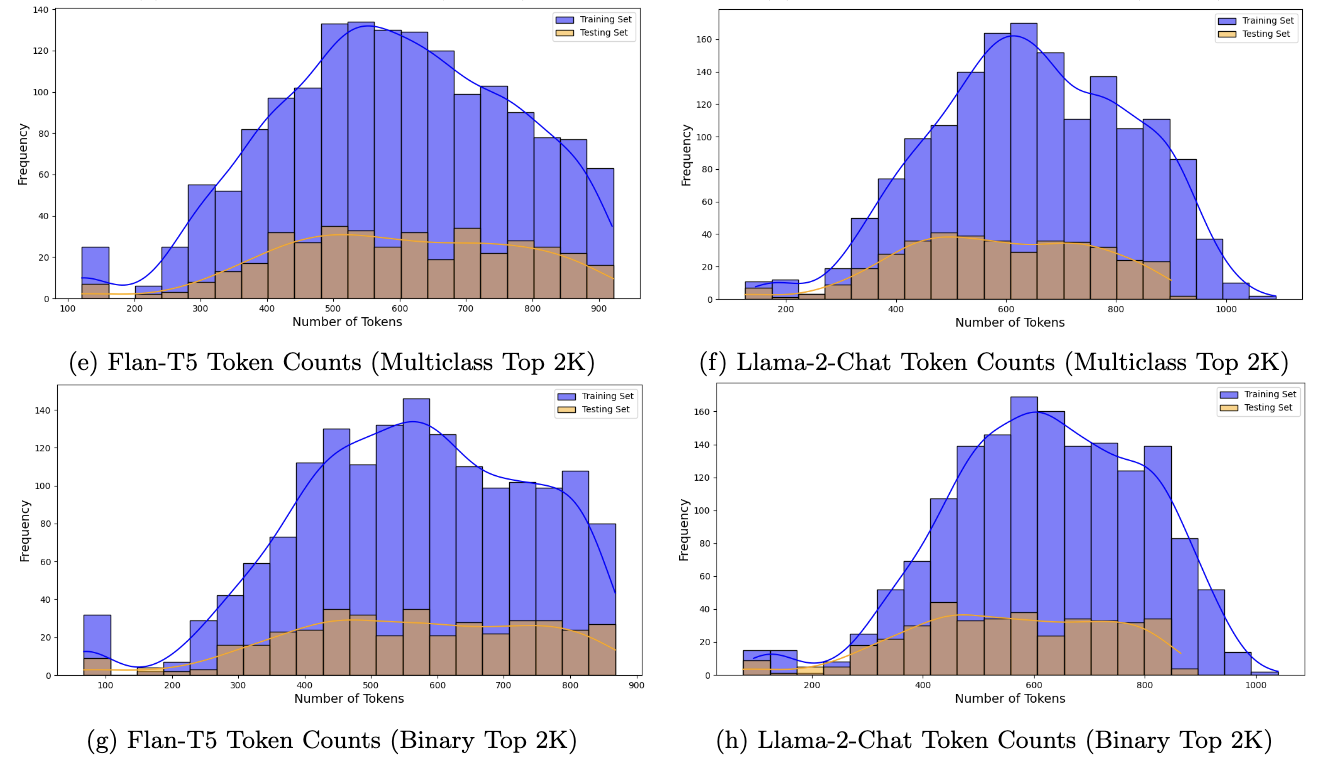 140
120
100
80
60
40
20
0
Frequency
Training Set
Testing Set
100 200 300 400 500 600 700 800 900
Number of Tokens
(e) Flan-T5 Token Counts (Multiclass Top 2K)
160
140
120
100
80
60
40
20
0
Frequency
Training Set
Testing Set
200 400 600 800 1000
Number of Tokens
(f) Llama-2-Chat Token Counts (Multiclass Top 2K)
140
120
100
80
60
40
20
0
Frequency
Training Set
Testing Set
100 200 300 400 500 600 700 800 900
Number of Tokens
(g) Flan-T5 Token Counts (Binary Top 2K)
160
140
120
100
80
60
40
20
0
Frequency
Training Set
Testing Set
200 400 600 800 1000
Number of Tokens
(h) Llama-2-Chat Token Counts (Binary Top 2K)